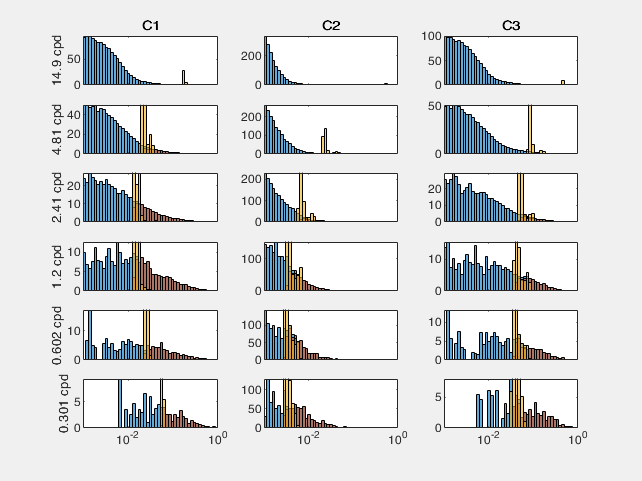 C1 C2 C3
14.9 cpd 50 0 200 0 100 50 0
4.81 cpd 40 20 0 200 100 0 50 0
2.41 cpd 20 10 0 200 100 0 20 10 0
1.2 cpd 10 5 0 100 0 10 5 0
0.602 cpd 10 0 100 50 0 10 5 0
0.301 cpd 5 0 100 50 0 5 0
10-2 100 10-2 100 10-2 100